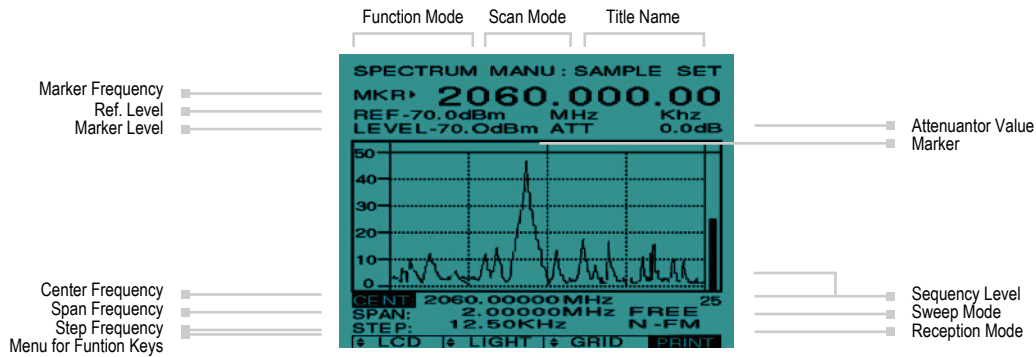 Function Mode Scan Mode Title Name
SPECTRUM MANU : SAMPLE SET
Marker Frequency
MKR 2060.000.00
Ref. Level
REF-70.0dBm MHz Khz
Marker Level
LEVEL-70.OdBm ATT 0.0dB
Attenuantor Value
Marker
50
40
30
20
10
0
Center Frequency
CENT: 2060.00000MHz 25
Sequency Level
Span Frequency
SPAN: 2.00000MHz FREE
Sweep Mode
Step Frequency
STEP: 12.50KHz N-FM
Reception Mode
Menu for Funtion Keys
LCD LIGHT GRID PRINT